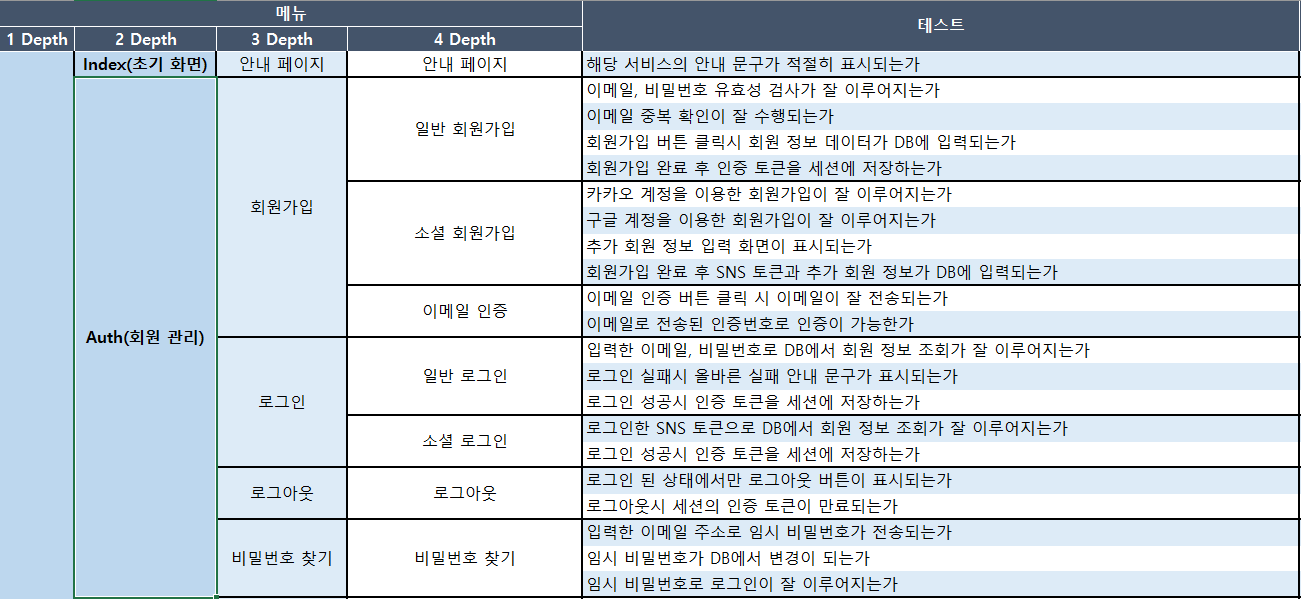 메뉴
테스트
1 Depth
2 Depth
3 Depth
4 Depth
Index(초기 화면)
안내 페이지
안내 페이지
해당 서비스의 안내 문구가 적절히 표시되는가
Auth(회원 관리)
회원가입
일반 회원가입
이메일, 비밀번호 유효성 검사가 잘 이루어지는가
이메일 중복 확인이 잘 수행되는가
회원가입 버튼 클릭시 회원 정보 데이터가 DB에 입력되는가
회원가입 완료 후 인증 토큰을 세션에 저장하는가
소셜 회원가입
카카오 계정을 이용한 회원가입이 잘 이루어지는가
구글 계정을 이용한 회원가입이 잘 이루어지는가
추가 회원 정보 입력 화면이 표시되는가
회원가입 완료 후 SNS 토큰과 추가 회원 정보가 DB에 입력되는가
이메일 인증
이메일 인증 버튼 클릭 시 이메일이 잘 전송되는가
이메일로 전송된 인증번호로 인증이 가능한가
로그인
일반 로그인
입력한 이메일, 비밀번호로 DB에서 회원 정보 조회가 잘 이루어지는가
로그인 실패시 올바른 실패 안내 문구가 표시되는가
로그인 성공시 인증 토큰을 세션에 저장하는가
소셜 로그인
로그인한 SNS 토큰으로 DB에서 회원 정보 조회가 잘 이루어지는가
로그인 성공시 인증 토큰을 세션에 저장하는가
로그아웃
로그아웃
로그인 된 상태에서만 로그아웃 버튼이 표시되는가
로그아웃시 세션의 인증 토큰이 만료되는가
비밀번호 찾기
비밀번호 찾기
입력한 이메일 주소로 임시 비밀번호가 전송되는가
임시 비밀번호가 DB에서 변경이 되는가
임시 비밀번호로 로그인이 잘 이루어지는가